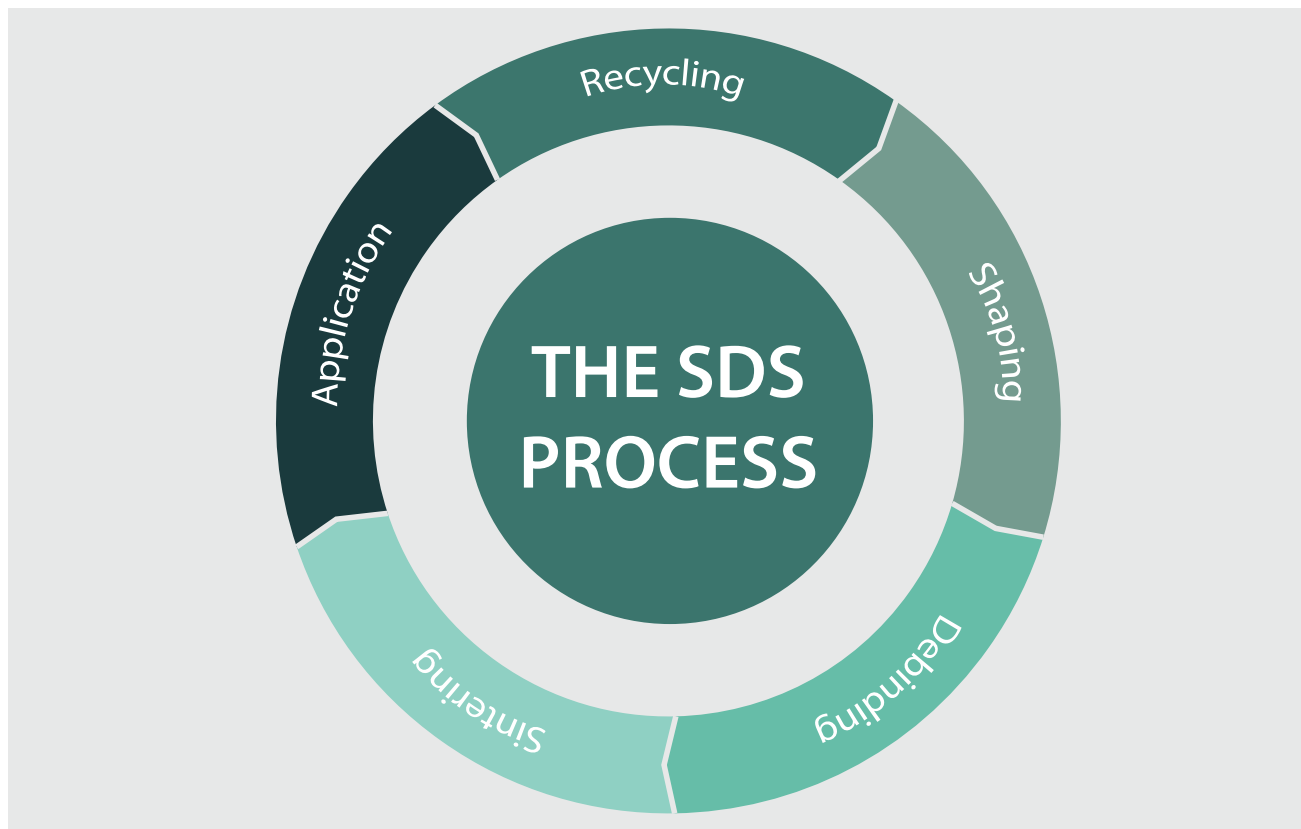 Recycling
Shaping
Debinding
Sintering
Application
THE SDS
PROCESS